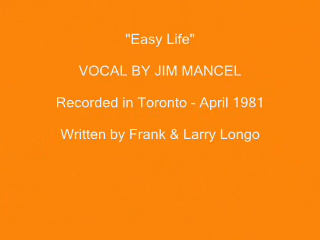 "Easy Life"
VOCAL BY JIM MANCEL
Recorded in Toronto - April 1981
Written by Frank & Larry Longo